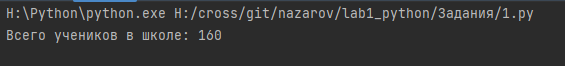 H:\Python\python.exe H:/cross/git/nazarov/lab1_python/Задания/1.py
Всего учеников в школе: 160